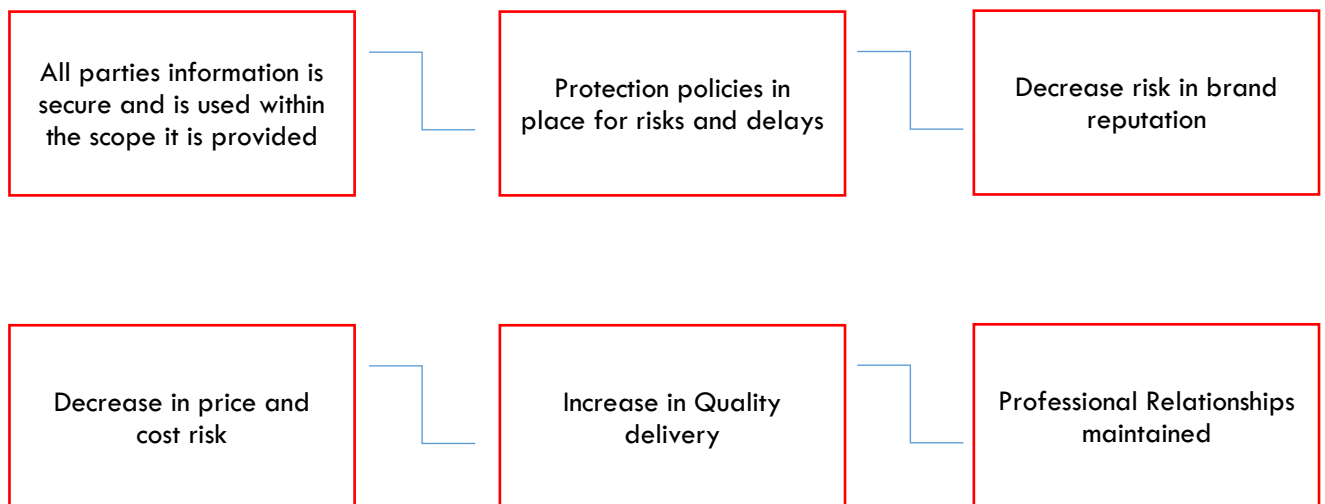 All parties information is
secure and is used within
the scope it is provided
Protection policies in
place for risks and delays
Decrease risk in brand
reputation
Decrease in price and
cost risk
Increase in Quality
delivery
Professional Relationships
maintained